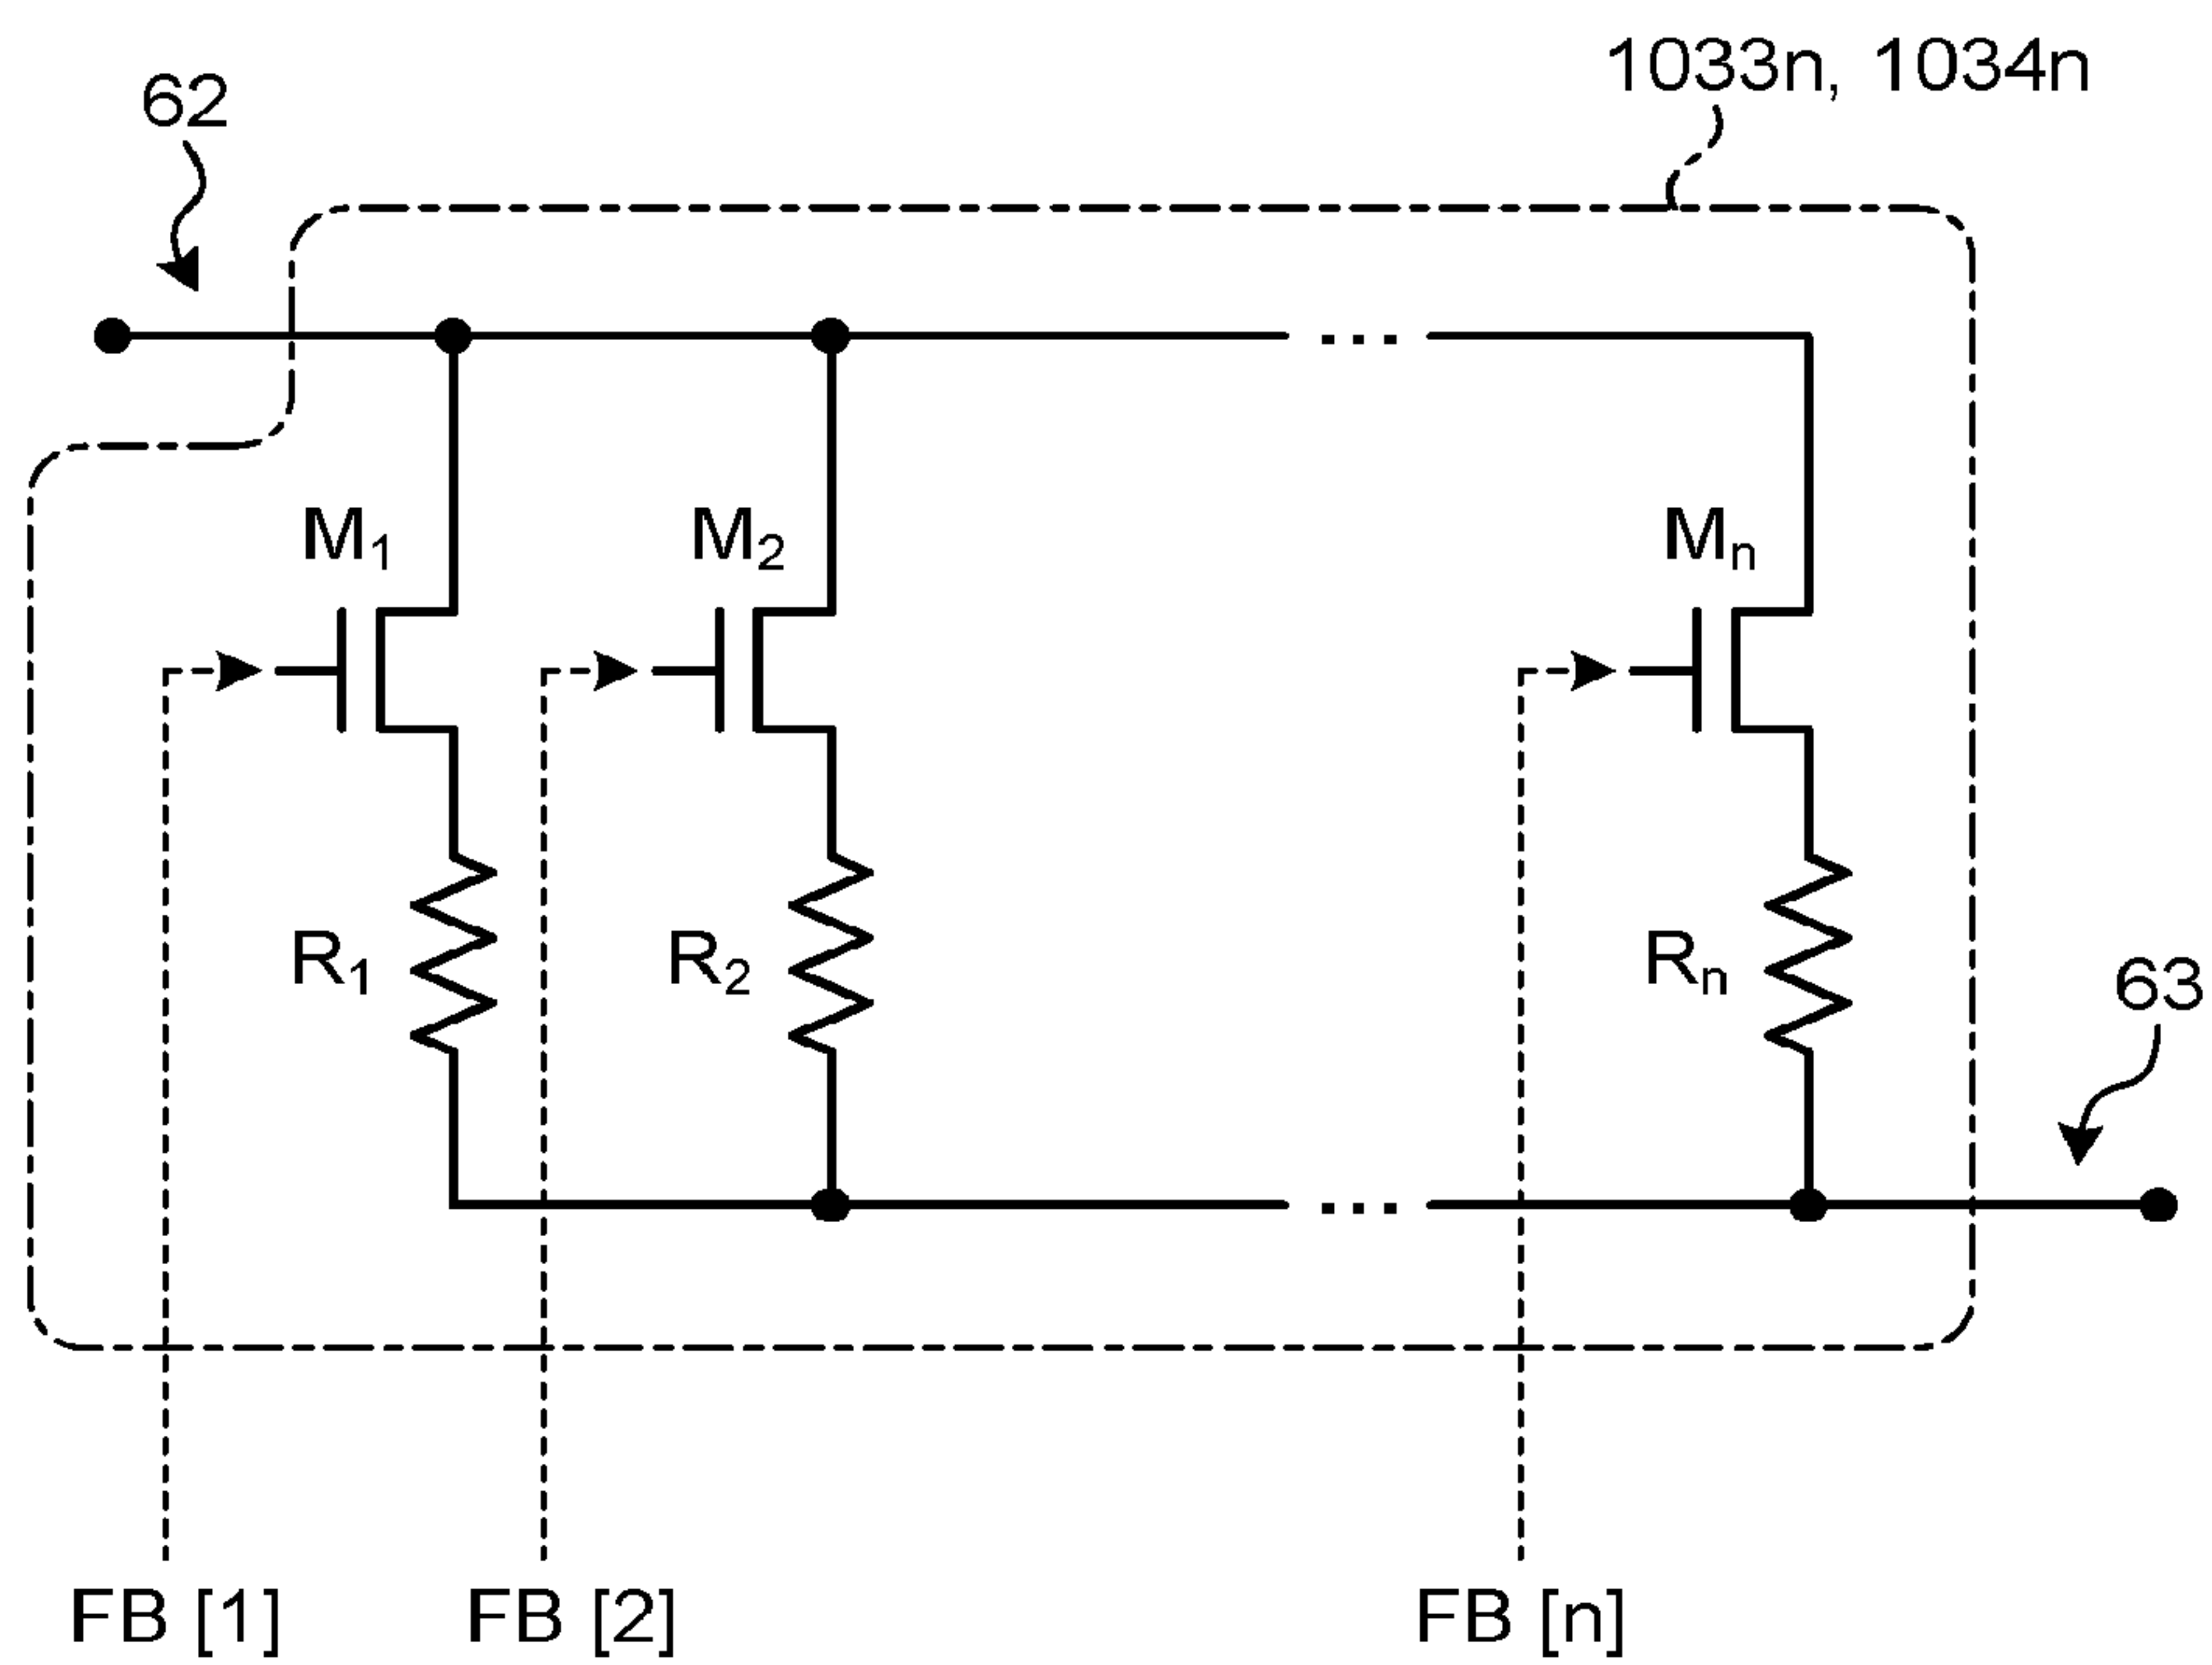 1033n, 1034n
62
M1
M2
Mn
R1
R2
Rn
63
...
...
FB [1]
FB [2]
FB [n]